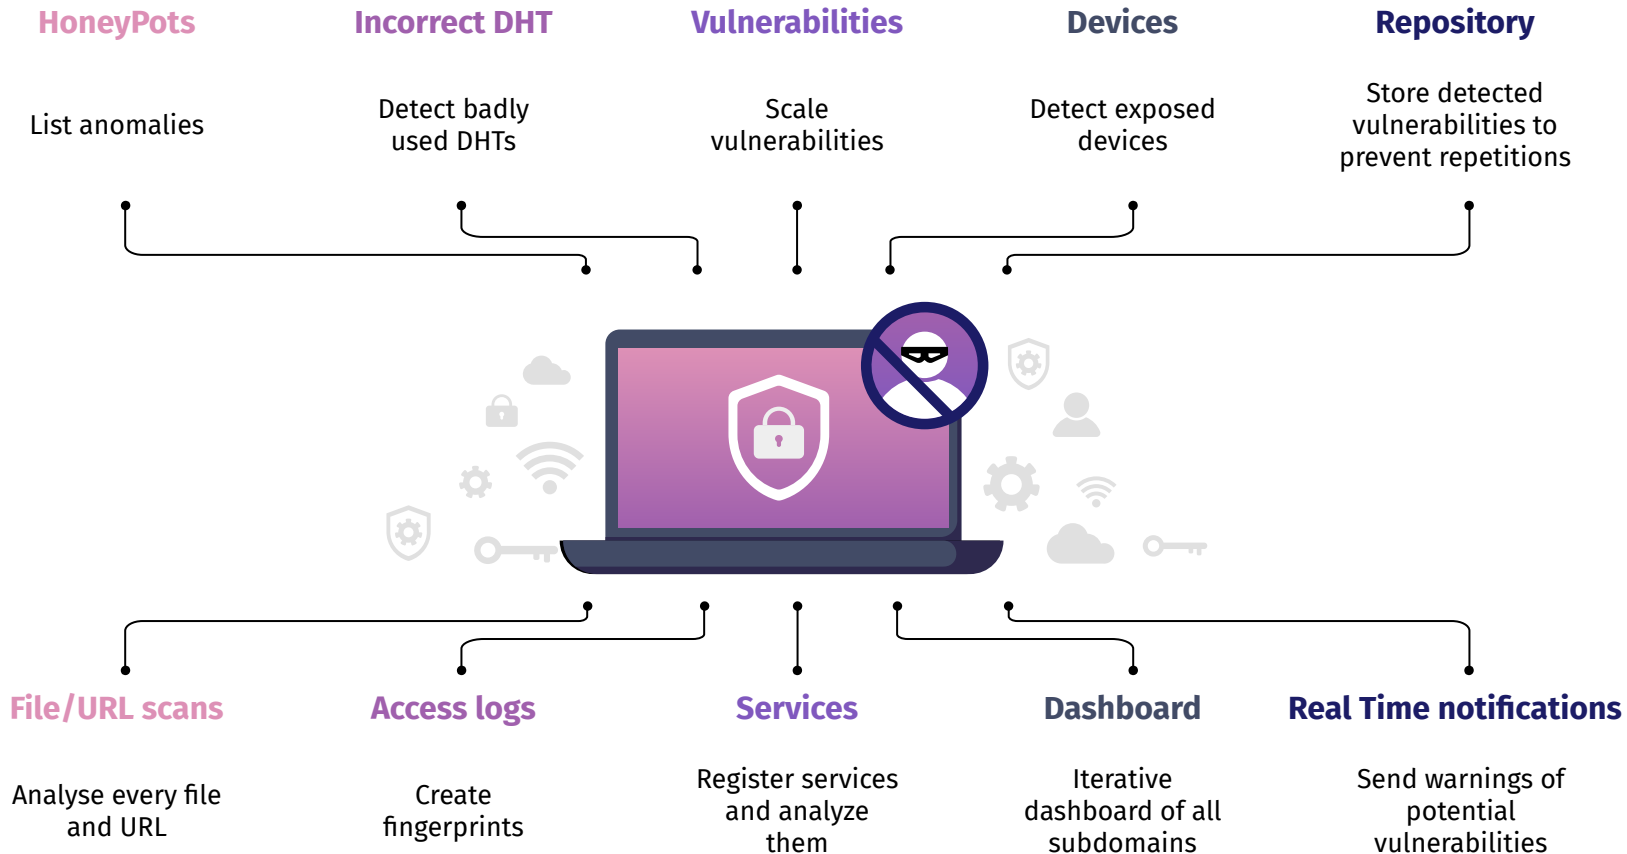 HoneyPots
Incorrect DHT
Vulnerabilities
Devices
Repository
List anomalies
Detect badly
used DHTs
Scale
vulnerabilities
Detect exposed
devices
Store detected
vulnerabilities to
prevent repetitions
File/URL scans
Access logs
Services
Dashboard
Real Time notifications
Analyse every file
and URL
Create
fingerprints
Register services
and analyze
them
Iterative
dashboard of all
subdomains
Send warnings of
potential
vulnerabilities